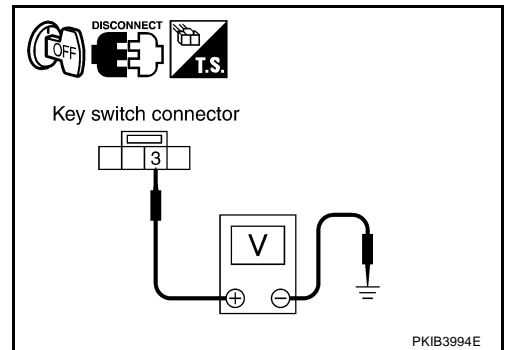 DISCONNECT
OFF
T.S.
Key switch connector
3
V
+ −
PKIB3994E